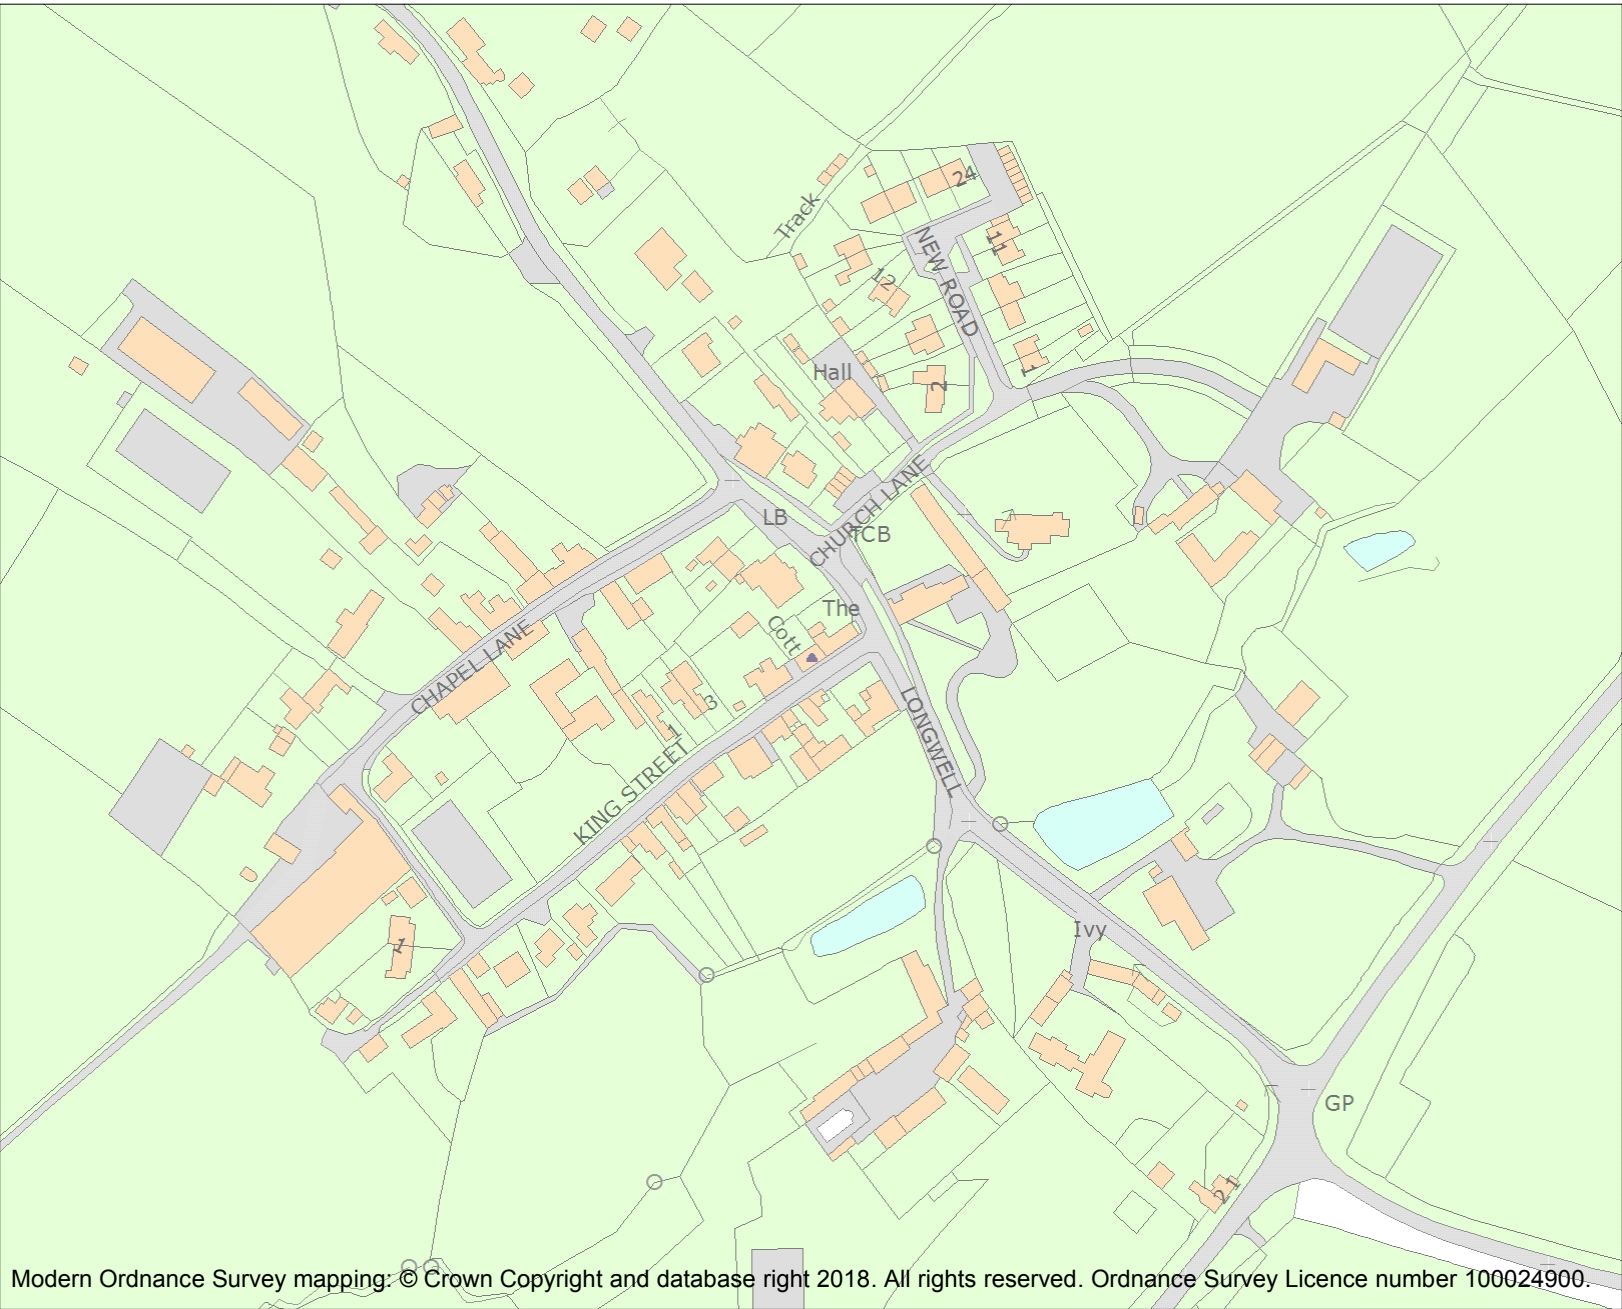 24
Track
11
NEW ROAD
12
Hall
1
2
CHURCH LANE
LB
TCB
The
Cott
CHAPEL LANE
LONGWELL
3
1
KING STREET
Ivy
1
GP
21
Modern Ordnance Survey mapping: © Crown Copyright and database right 2018. All rights reserved. Ordnance Survey Licence number 100024900.